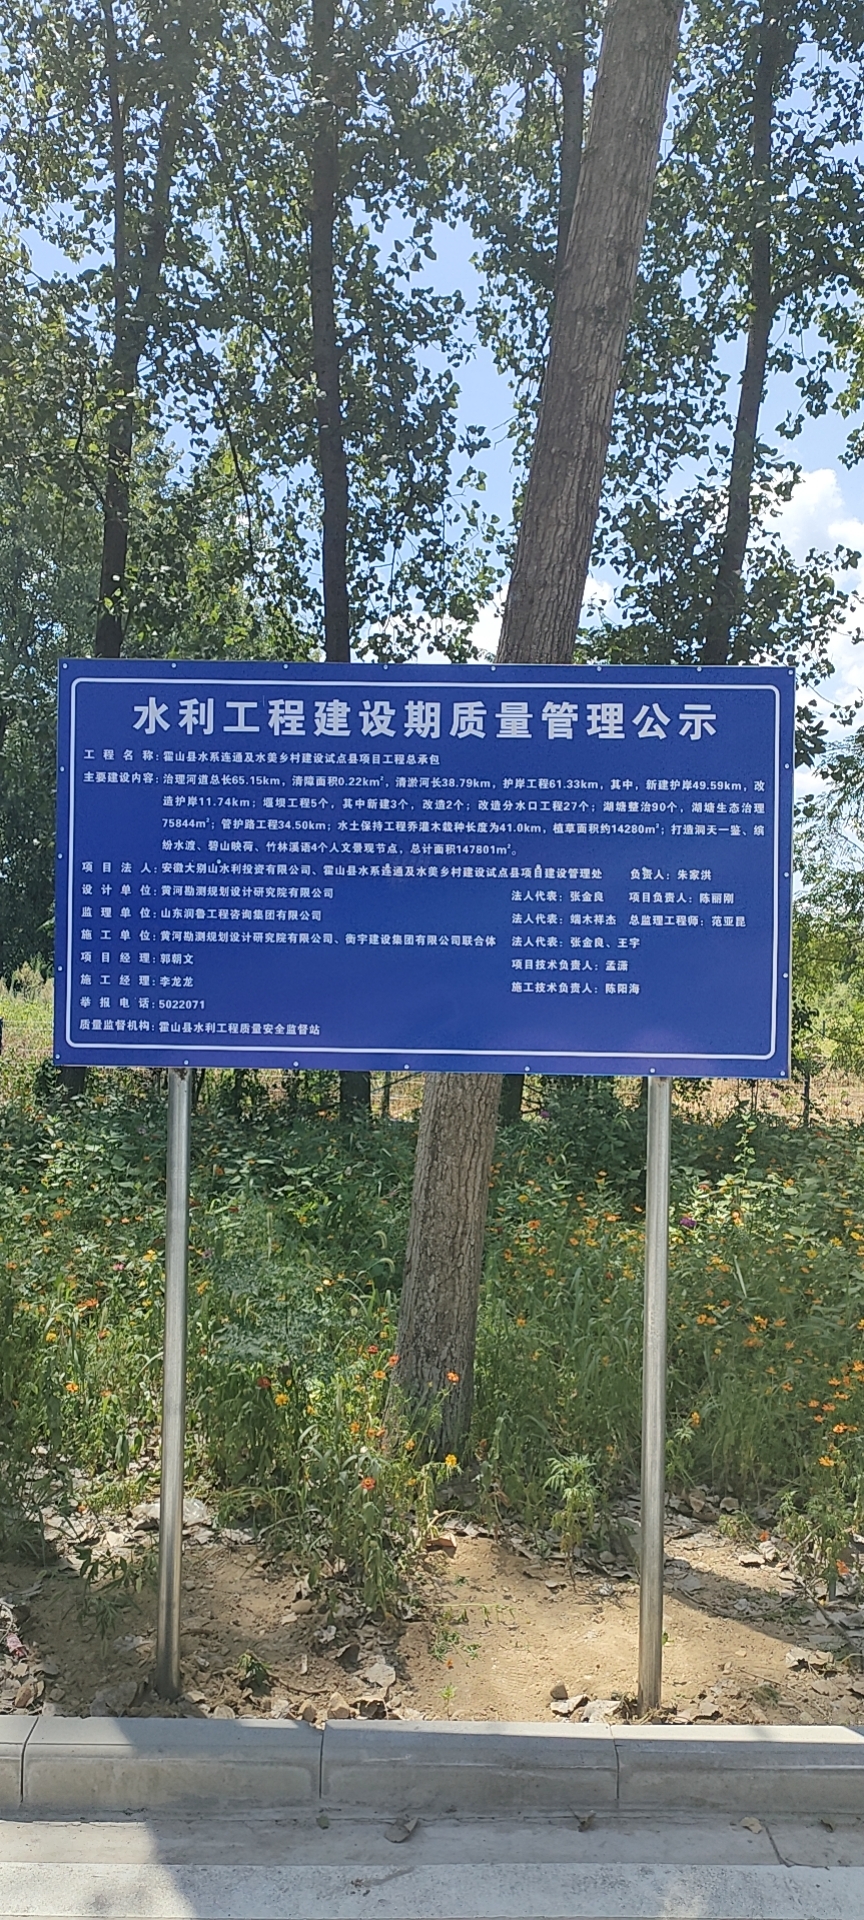 水利工程建设期质量管理公示
工程名称：霍山县水系连通及水美乡村建设试点县项目工程总承包
主要建设内容：治理河道总长65.15km，清障面积0.22km²，清淤河长38.79km，护岸工程61.33km，其中，新建护岸49.59km，改
造护岸11.74km；堰坝工程5个，其中新建3个，改造2个；改造分水口工程27个；湖塘整治90个，湖塘生态治理
75844m²；管护路工程34.50km；水土保持工程乔灌木栽种长度为41.0km，植草面积约14280m²；打造洞天一鉴、缤
纷水渡、碧山映荷、竹林溪语4个人文景观节点，总计面积147801m²。
项目法人：安徽大别山水利投资有限公司、霍山县水系连通及水美乡村建设试点县项目建设管理处 负责人：朱家洪
设计单位：黄河勘测规划设计研究院有限公司 法人代表：张金良 项目负责人：陈丽刚
监理单位：山东润鲁工程咨询集团有限公司 法人代表：端木祥杰 总监理工程师：范亚昆
施工单位：黄河勘测规划设计研究院有限公司、衡宇建设集团有限公司联合体 法人代表：张金良、王宇
项目经理：郭朝文 项目技术负责人：孟潇
施工经理：李龙龙 施工技术负责人：陈阳海
举报电话：5022071
质量监督机构：霍山县水利工程质量安全监督站